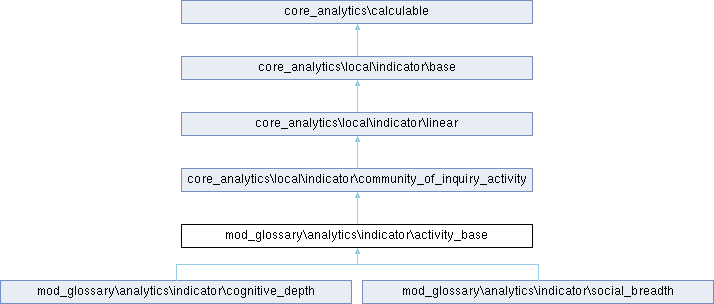 core_analytics\calculable
core_analytics\local\indicator\base
core_analytics\local\indicator\linear
core_analytics\local\indicator\community_of_inquiry_activity
mod_glossary\analytics\indicator\activity_base
mod_glossary\analytics\indicator\cognitive_depth
mod_glossary\analytics\indicator\social_breadth